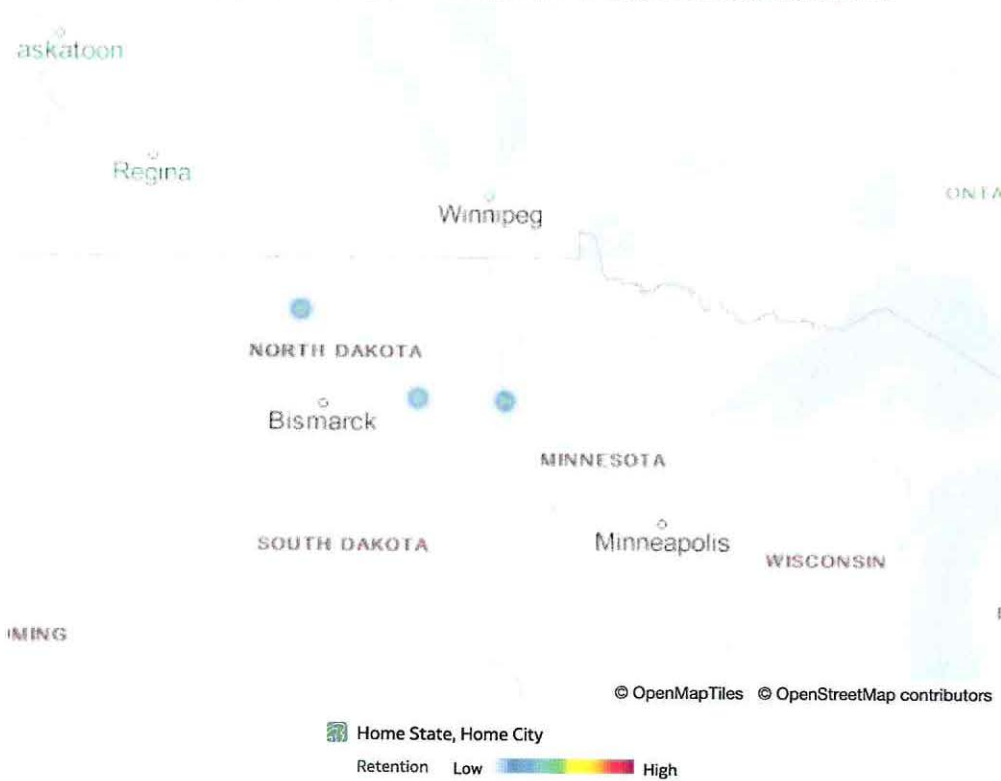 askatoon
Regina
Winnipeg
ONTA
NORTH DAKOTA
Bismarck
MINNESOTA
SOUTH DAKOTA
Minneapolis
WISCONSIN
MING
© OpenMapTiles © OpenStreetMap contributors
Home State, Home City
Retention Low High